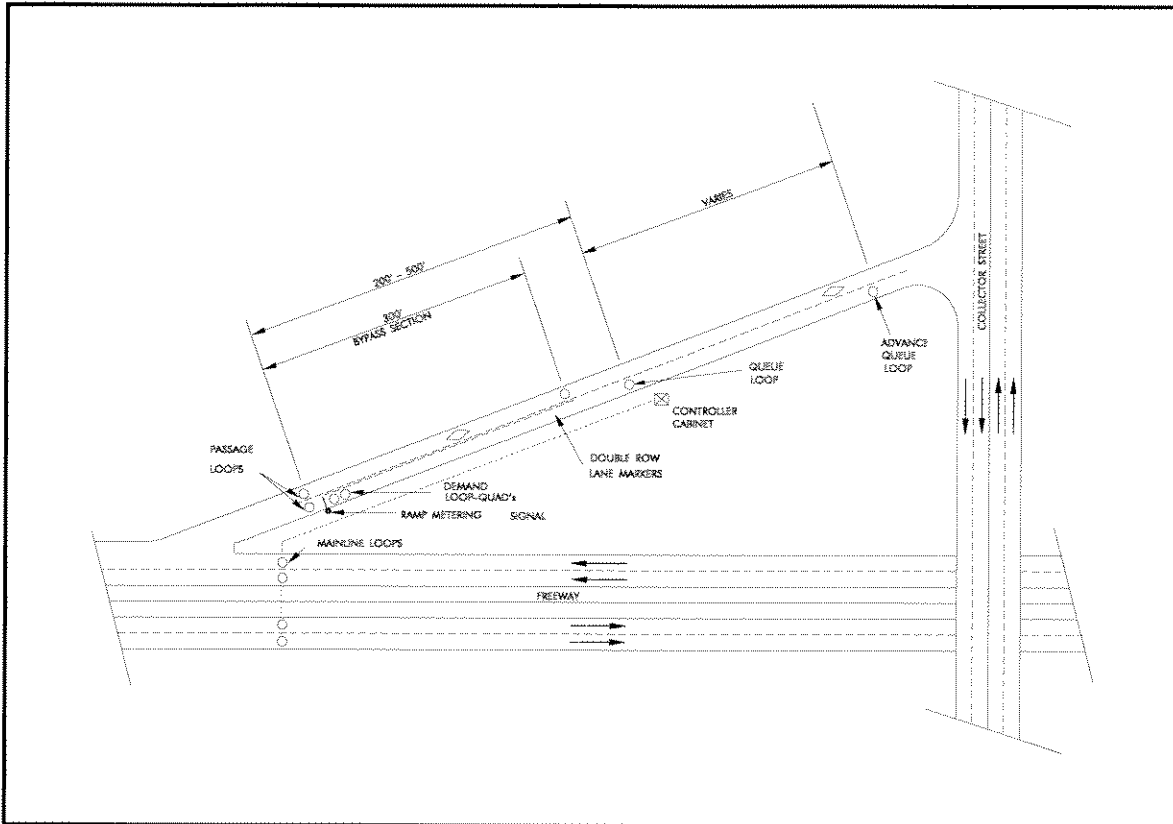 VARIES
200' - 500'
300'
BYPASS SECTION
COLLECTOR STREET
ADVANCE
QUEUE
LOOP
QUEUE
LOOP
CONTROLLER
CABINET
PASSAGE
LOOPS
DOUBLE ROW
LANE MARKERS
DEMAND
LOOP-QUAD's
RAMP METERING SIGNAL
MAINLINE LOOPS
FREEWAY